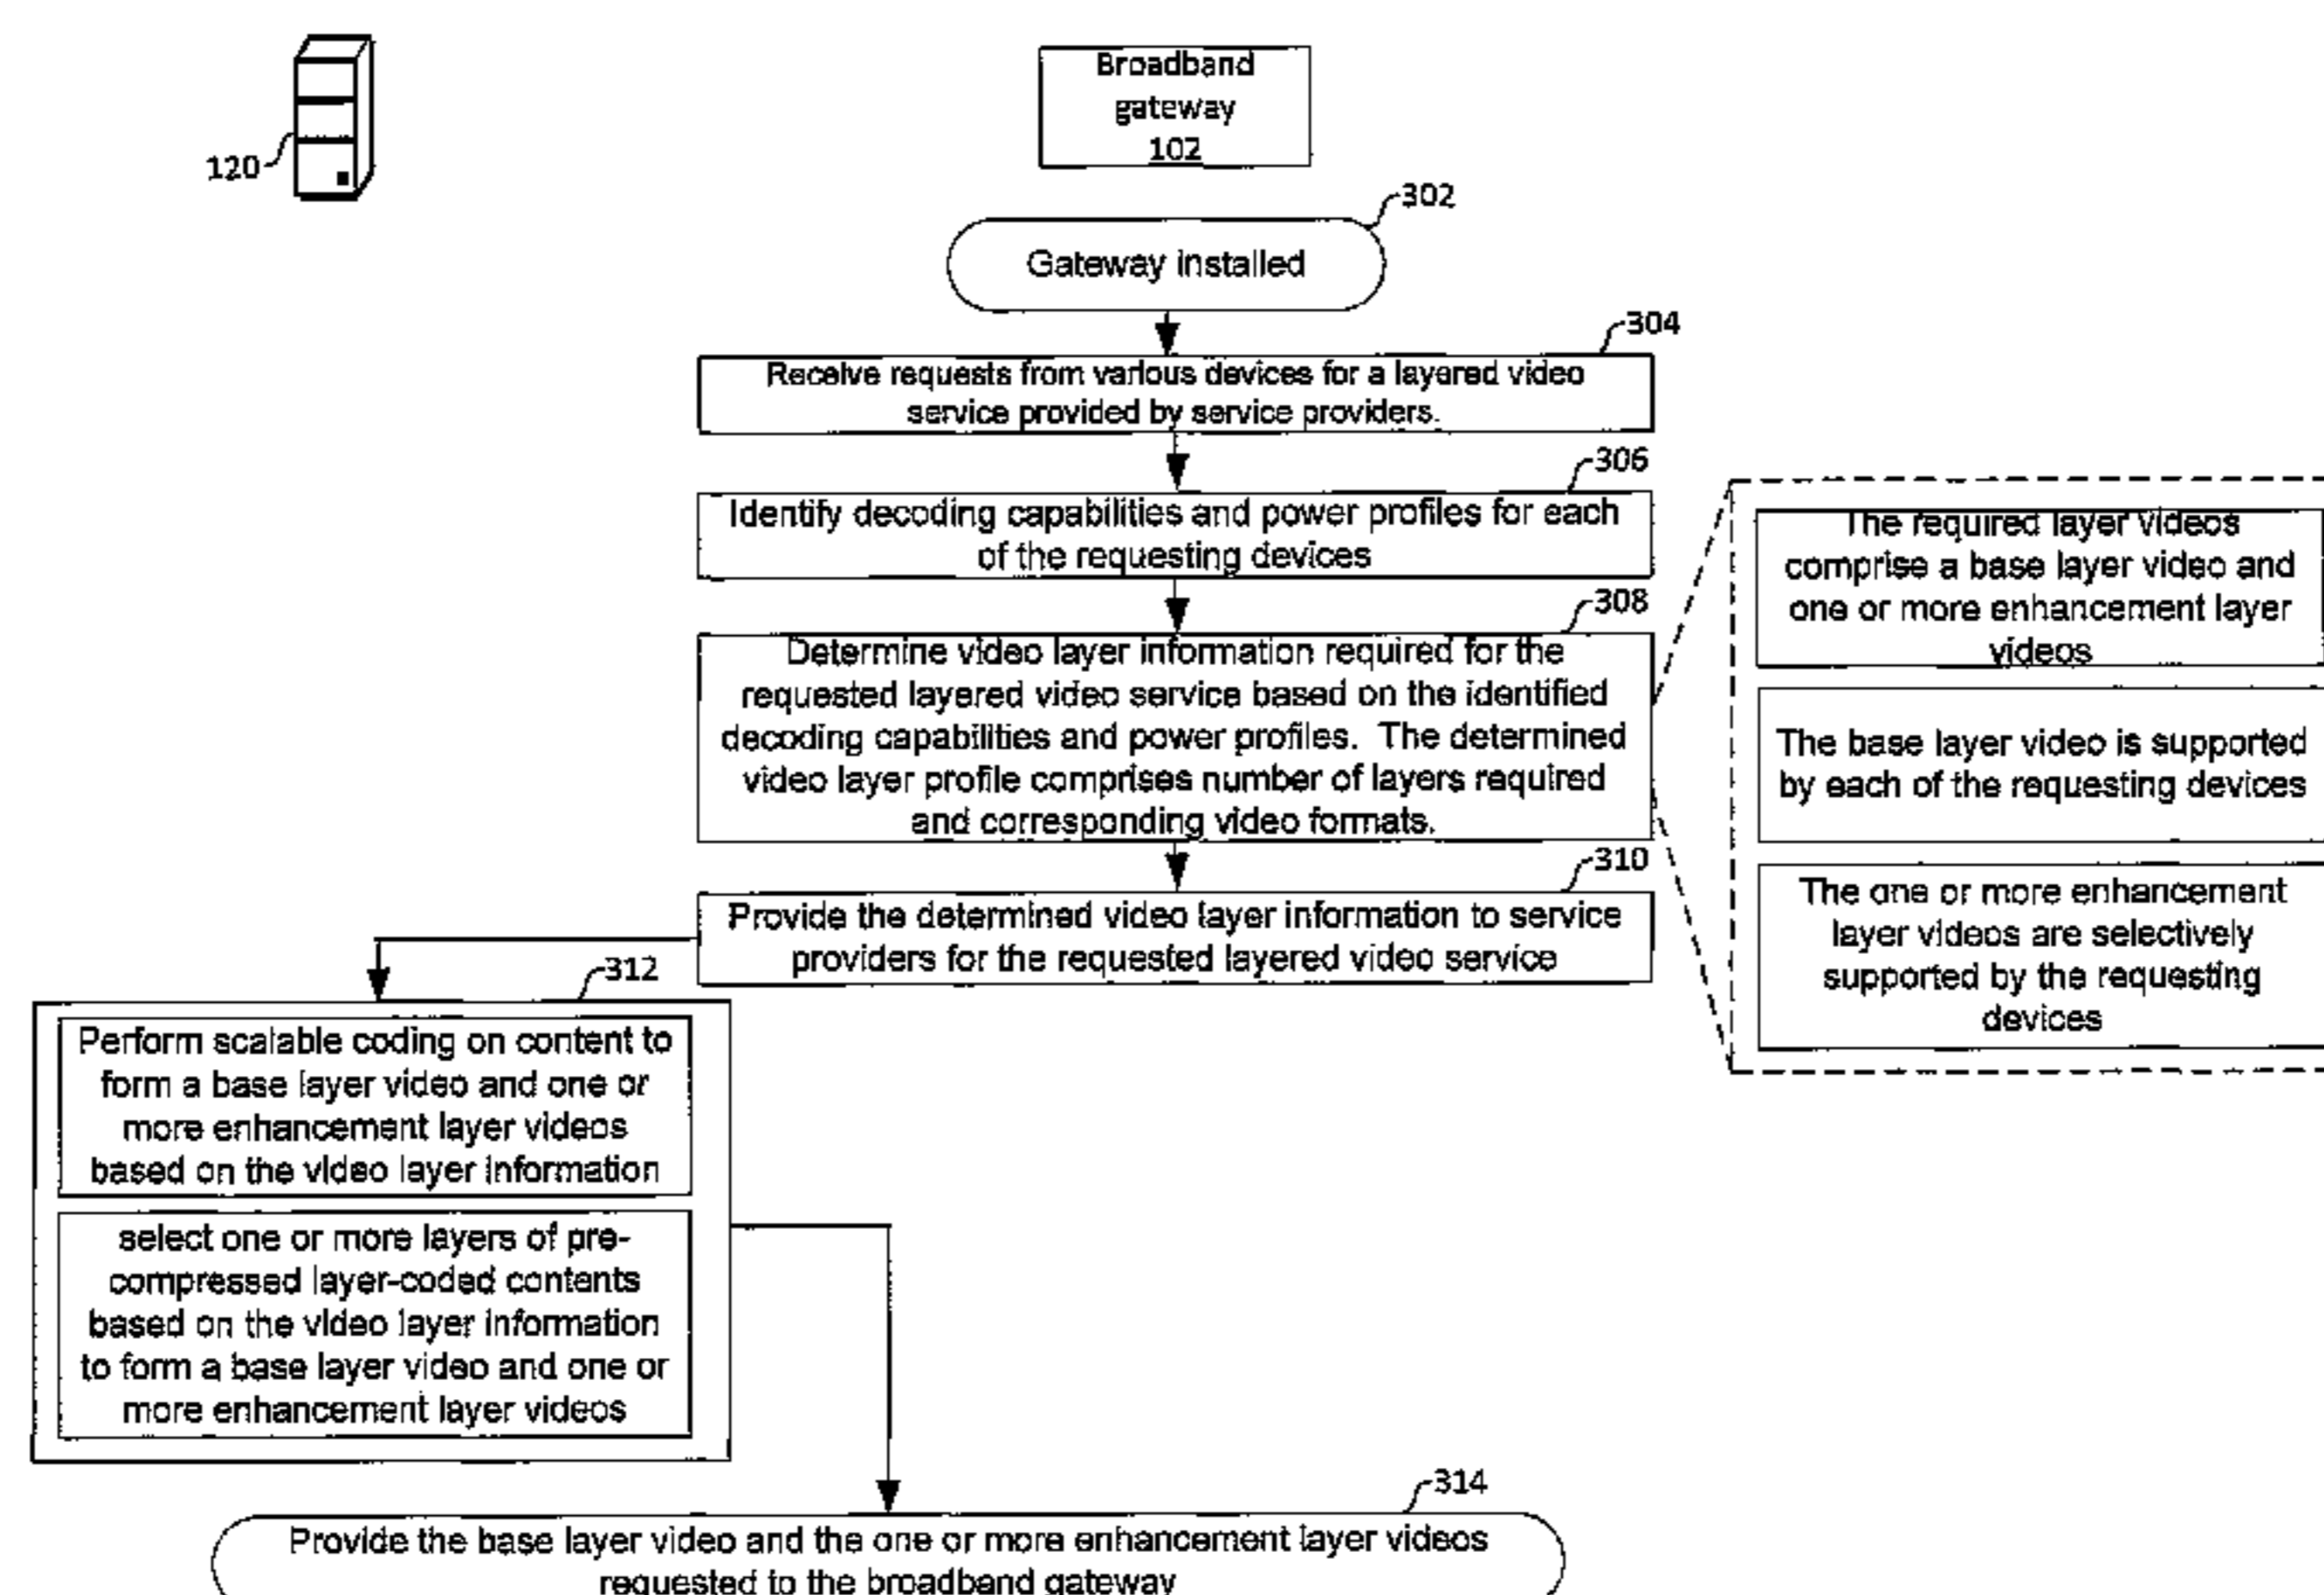 120
Broadband
gateway
102
302
Gateway installed
304
Receive requests from various devices for a layered video
service provided by service providers.
306
Identify decoding capabilities and power profiles for each
of the requesting devices
308
Determine video layer information required for the
requested layered video service based on the identified
decoding capabilities and power profiles. The determined
video layer profile comprises number of layers required
and corresponding video formats.
The required layer videos
comprise a base layer video and
one or more enhancement layer
videos
The base layer video is supported
by each of the requesting devices
The one or more enhancement
layer videos are selectively
supported by the requesting
devices
310
Provide the determined video layer information to service
providers for the requested layered video service
312
Perform scalable coding on content to
form a base layer video and one or
more enhancement layer videos
based on the video layer information
select one or more layers of pre-
compressed layer-coded contents
based on the video layer information
to form a base layer video and one or
more enhancement layer videos
314
Provide the base layer video and the one or more enhancement layer videos
requested to the broadband gateway